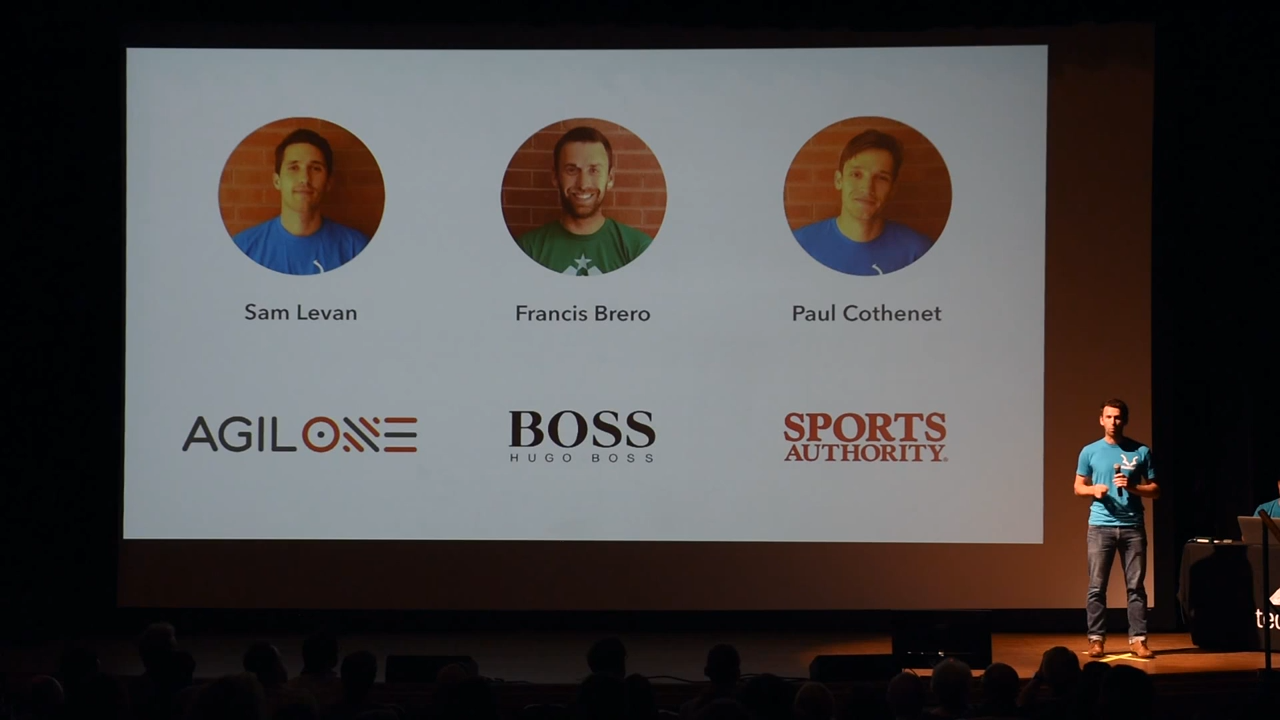 Sam Levan
Francis Brero
Paul Cothenet
AGILONE
BOSS
HUGO BOSS
SPORTS
AUTHORITY®